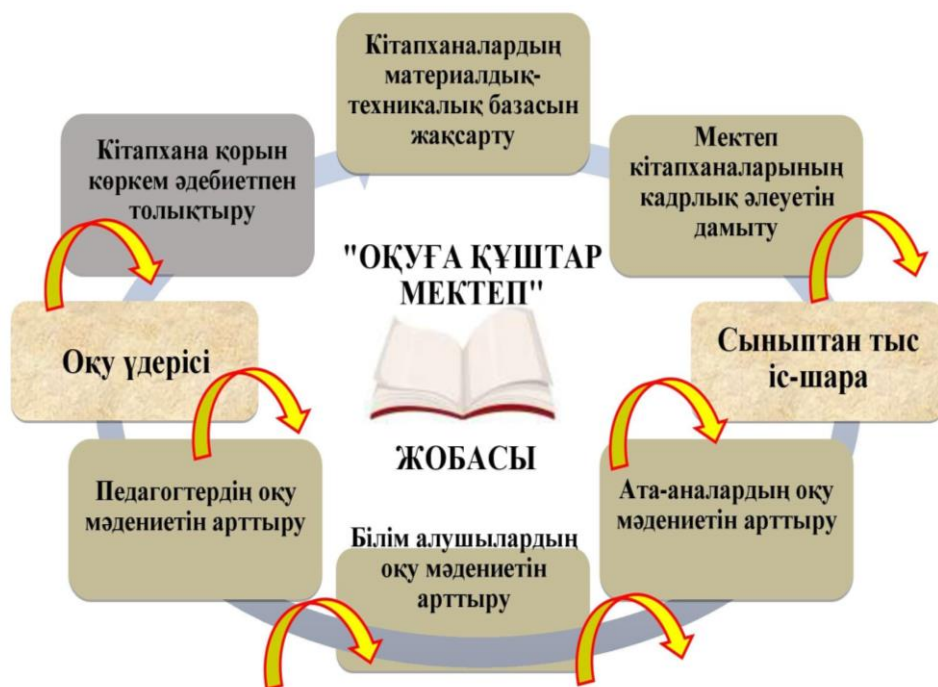 Кітапханалардың
материалдық-
техникалық базасын
жақсарту
Кітапхана қорын
көркем әдебиетпен
толықтыру
Мектеп
кітапханаларының
кадрлық әлеуетін
дамыту
"ОҚУҒА ҚҰШТАР
МЕКТЕП"
Оқу үдерісі
Сыныптан тыс
іс-шара
ЖОБАСЫ
Педагогтердің оқу
мәдениетін арттыру
Ата-аналардың оқу
мәдениетін арттыру
Білім алушылардың
оқу мәдениетін
арттыру